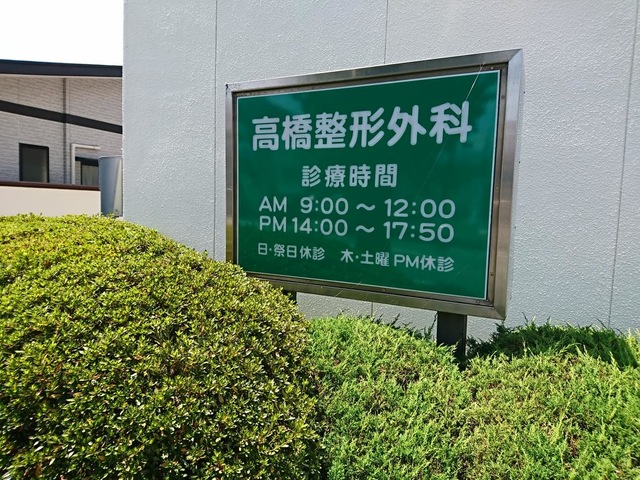 高橋整形外科
診療時間
AM 9:00～12:00
PM 14:00～17:50
日・祭日休診 木・土曜PM休診